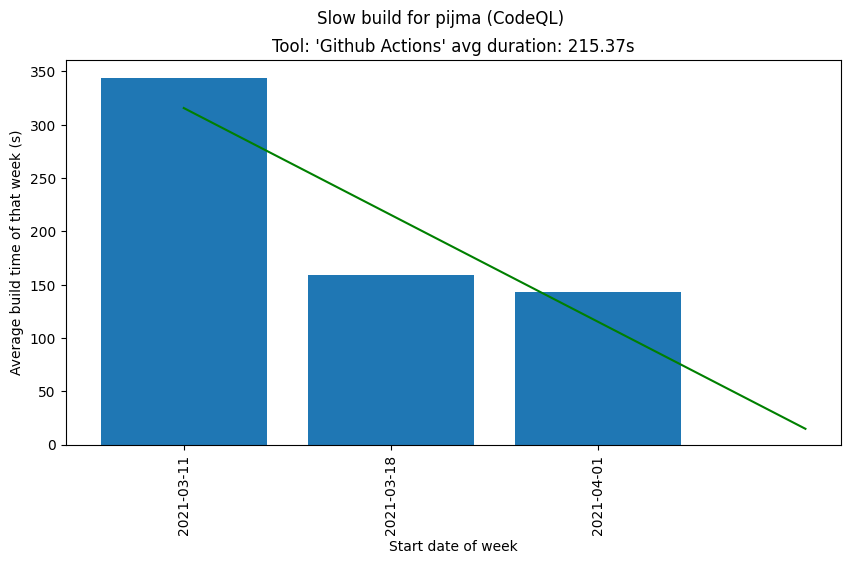 Slow build for pijma (CodeQL)
Tool: 'Github Actions' avg duration: 215.37s
Average build time of that week (s)
350
300
250
200
150
100
50
0
2021-03-11
2021-03-18
2021-04-01
Start date of week